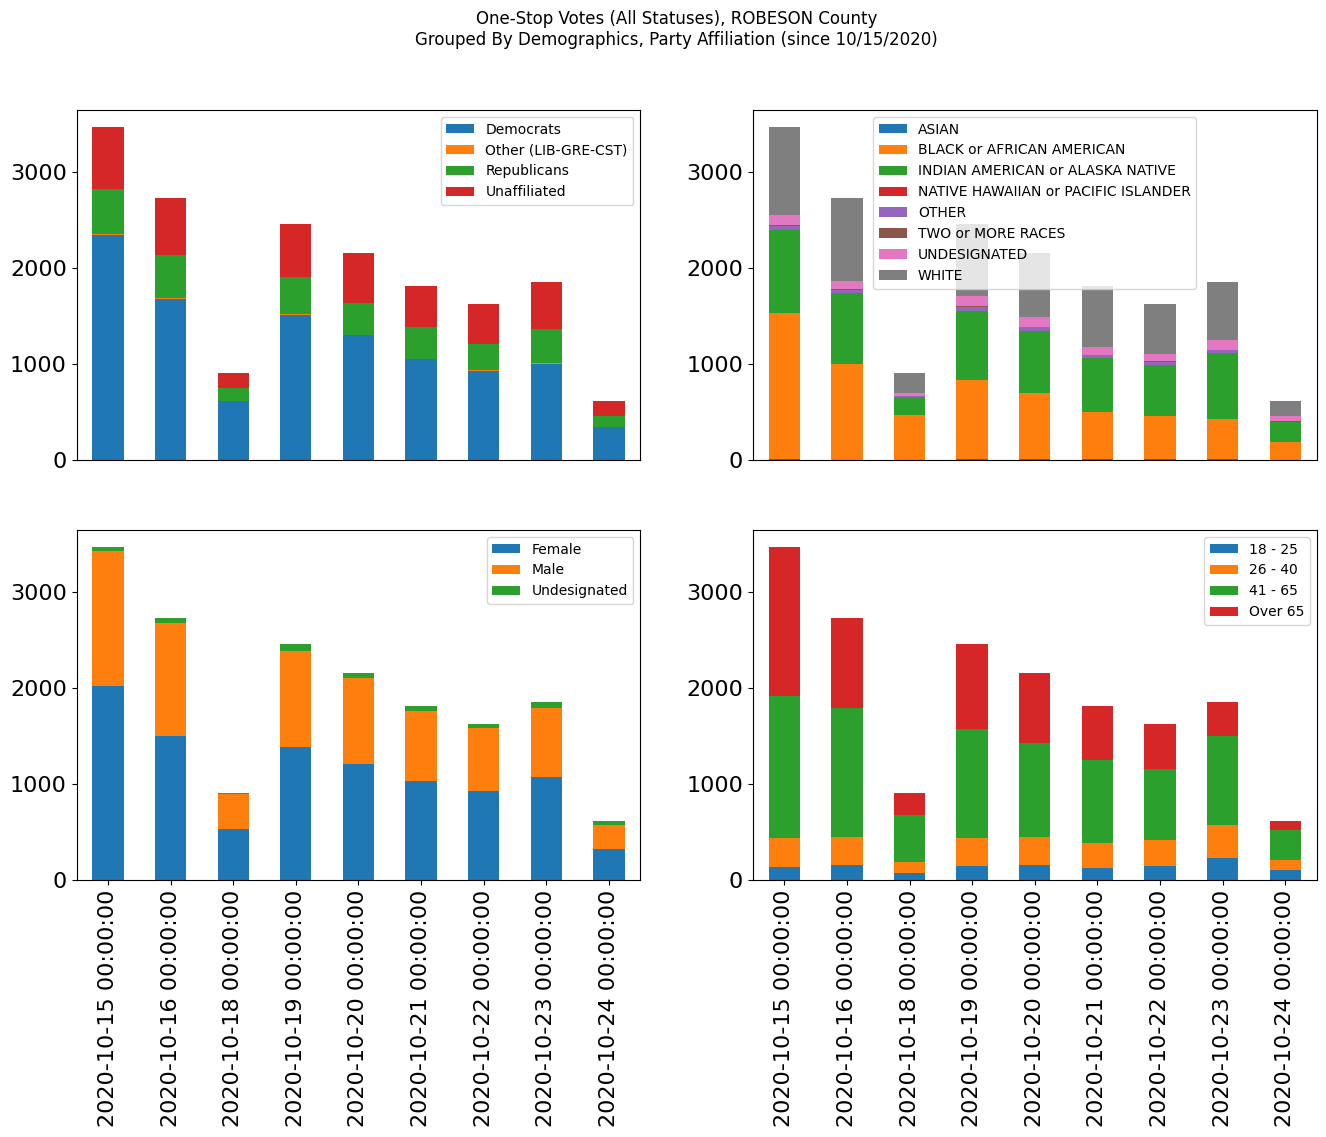 One-Stop Votes (All Statuses), ROBESON County
Grouped By Demographics, Party Affiliation (since 10/15/2020)
3000
2000
1000
0
Democrats
Other (LIB-GRE-CST)
Republicans
Unaffiliated
3000
2000
1000
0
ASIAN
BLACK or AFRICAN AMERICAN
INDIAN AMERICAN or ALASKA NATIVE
NATIVE HAWAIIAN or PACIFIC ISLANDER
OTHER
TWO or MORE RACES
UNDESIGNATED
WHITE
3000
2000
1000
0
Female
Male
Undesignated
2020-10-15 00:00:00
2020-10-16 00:00:00
2020-10-18 00:00:00
2020-10-19 00:00:00
2020-10-20 00:00:00
2020-10-21 00:00:00
2020-10-22 00:00:00
2020-10-23 00:00:00
2020-10-24 00:00:00
3000
2000
1000
0
18 - 25
26 - 40
41 - 65
Over 65
2020-10-15 00:00:00
2020-10-16 00:00:00
2020-10-18 00:00:00
2020-10-19 00:00:00
2020-10-20 00:00:00
2020-10-21 00:00:00
2020-10-22 00:00:00
2020-10-23 00:00:00
2020-10-24 00:00:00